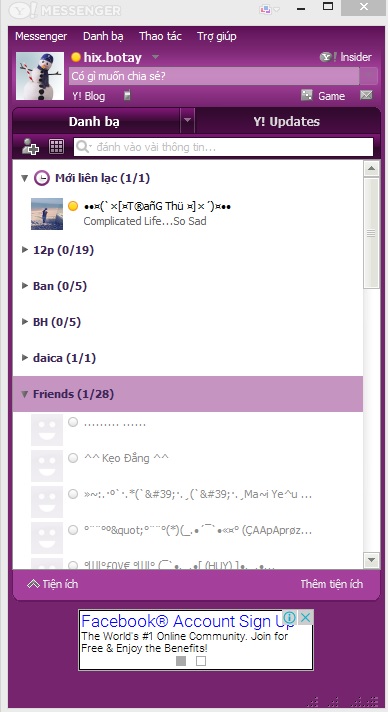 Y! MESSENGER
Messenger Danh bạ Thao tác Trợ giúp
hix.botay Y! Insider
Có gì muốn chia sẻ?
Y! Blog Game
Danh bạ Y! Updates
đánh vào vài thông tin...
Mới liên lạc (1/1)
••¤(`×[¤T®añG Thü ¤]×´)¤••
Complicated Life...So Sad
12p (0/19)
Ban (0/5)
BH (0/5)
daica (1/1)
Friends (1/28)
......... ......
^^ Kẹo Đắng ^^
»~:.·º`·.*(`&#39;·.¸(`&#39;·.¸Ma~i Ye^u ...
º¨¨ºº&quot;º¨¨º(*)(_.•´¯`•«¤º (ÇAApAprøz...
(HUY) ].•
Tiện ích Thêm tiện ích
Facebook® Account Sign Up
The World's #1 Online Community. Join for
Free & Enjoy the Benefits!